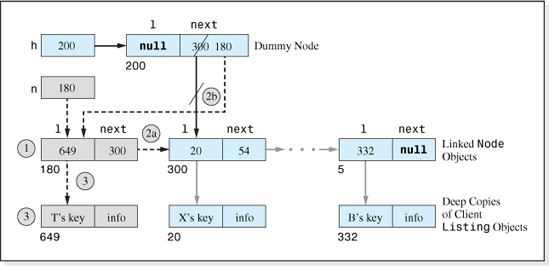 l next
h 200 null 300 180 Dummy Node
200
n 180
2b
l next 2a l next l next
1 649 300 20 54 332 null Linked Node
Objects
180 300 5
3
3 T's key info X's key info B's key info Deep Copies
of Client
Listing Objects
649 20 332